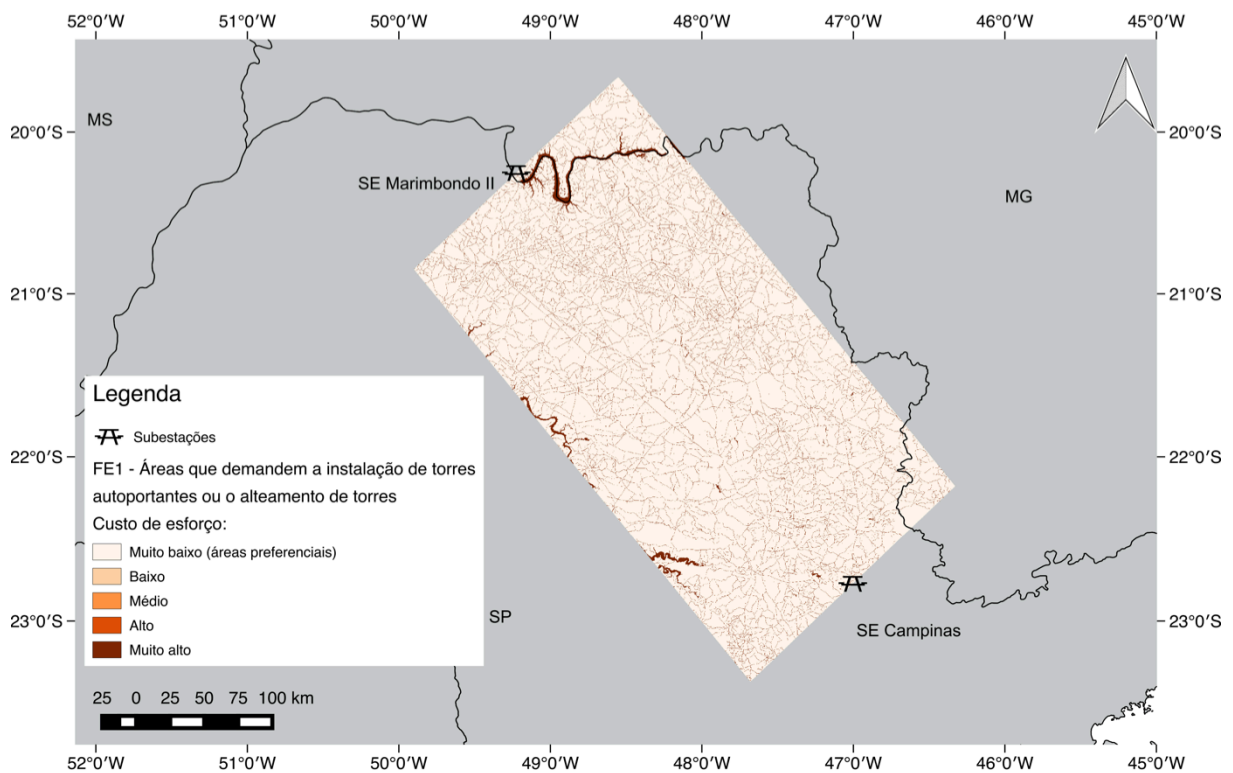 52°0′W 51°0′W 50°0′W 49°0′W 48°0′W 47°0′W 46°0′W 45°0′W
MS
20°0′S 20°0′S
SE Marimbondo II
MG
21°0′S 21°0′S
Legenda
Subestações
22°0′S 22°0′S
FE1 - Áreas que demandem a instalação de torres
autoportantes ou o alteamento de torres
Custo de esforço:
Muito baixo (áreas preferenciais)
Baixo
Médio
Alto
Muito alto
SP
SE Campinas
23°0′S 23°0′S
25 0 25 50 75 100 km
52°0′W 51°0′W 50°0′W 49°0′W 48°0′W 47°0′W 46°0′W 45°0′W